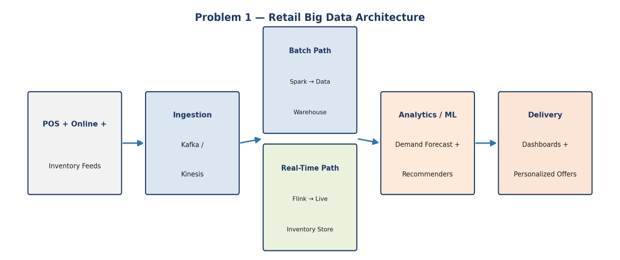 Problem 1 — Retail Big Data Architecture
POS + Online +
Inventory Feeds
Ingestion
Kafka /
Kinesis
Batch Path
Spark → Data
Warehouse
Real-Time Path
Flink → Live
Inventory Store
Analytics / ML
Demand Forecast +
Recommenders
Delivery
Dashboards +
Personalized Offers